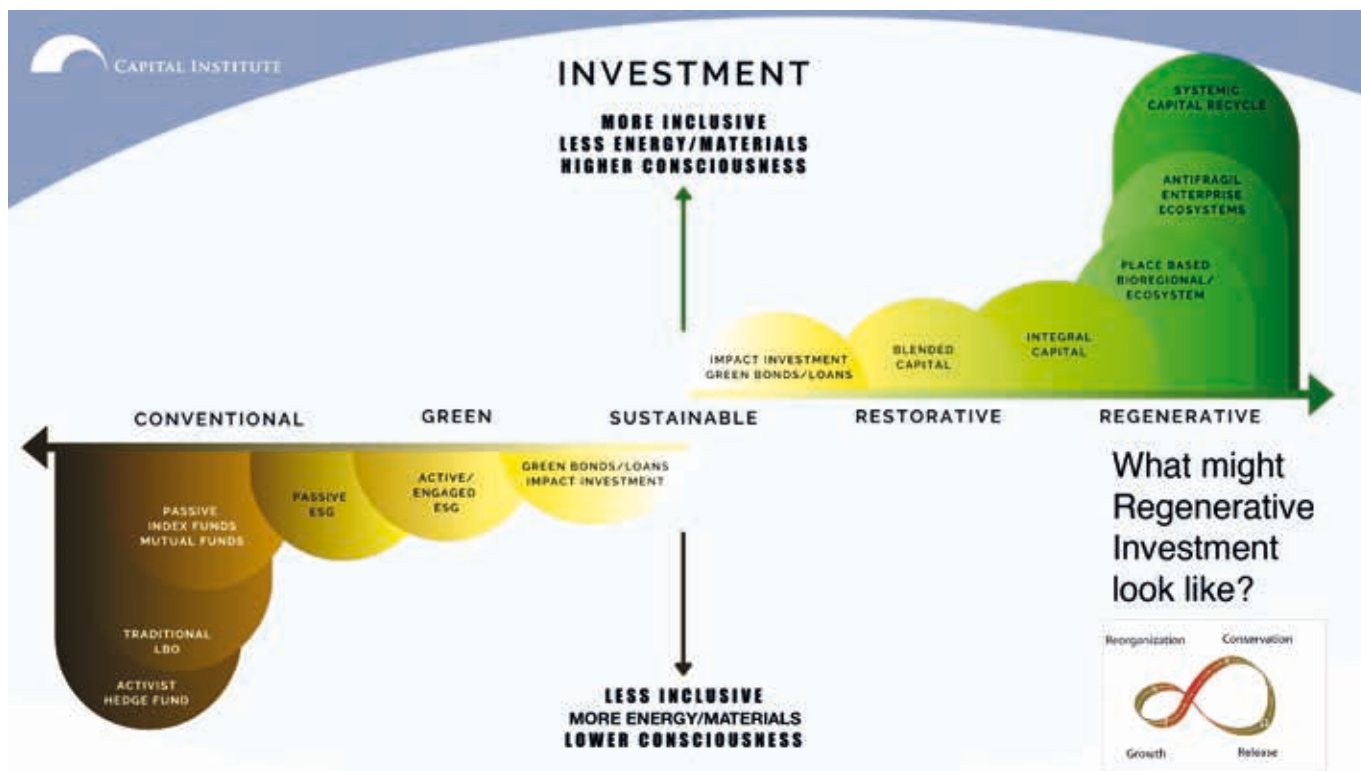 CAPITAL INSTITUTE
INVESTMENT
MORE INCLUSIVE
LESS ENERGY/MATERIALS
HIGHER CONSCIOUSNESS
SYSTEMIC
CAPITAL RECYCLE
ANTIFRAGIL
ENTERPRISE
ECOSYSTEMS
PLACE BASED
BIOREGIONAL/
ECOSYSTEM
INTEGRAL
CAPITAL
BLENDED
CAPITAL
IMPACT INVESTMENT
GREEN BONDS/LOANS
CONVENTIONAL
GREEN
SUSTAINABLE
RESTORATIVE
REGENERATIVE
PASSIVE
INDEX FUNDS
MUTUAL FUNDS
PASSIVE
ESG
ACTIVE/
ENGAGED
ESG
GREEN BONDS/LOANS
IMPACT INVESTMENT
TRADITIONAL
LBO
ACTIVIST
HEDGE FUND
LESS INCLUSIVE
MORE ENERGY/MATERIALS
LOWER CONSCIOUSNESS
What might
Regenerative
Investment
look like?
Reorganization
Conservation
Growth
Release